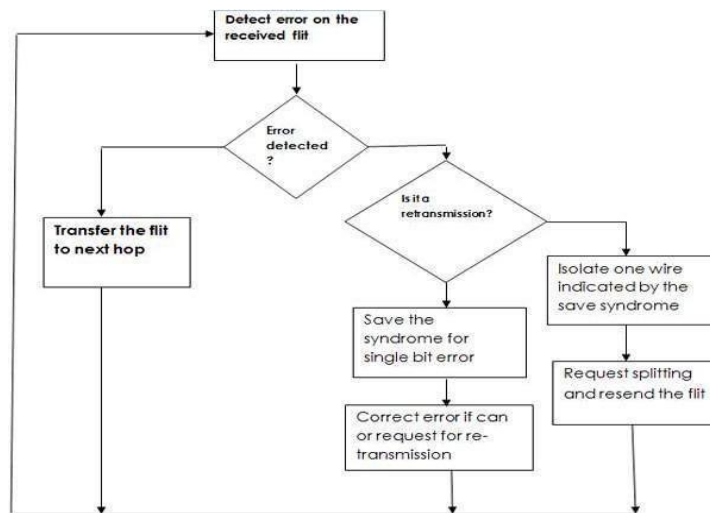 Detect error on the
received flit
Error
detected
?
Is it a
retransmission?
Transfer the flit
to next hop
Isolate one wire
indicated by the
save syndrome
Save the
syndrome for
single bit error
Request splitting
and resend the flit
Correct error if can
or request for re-
transmission